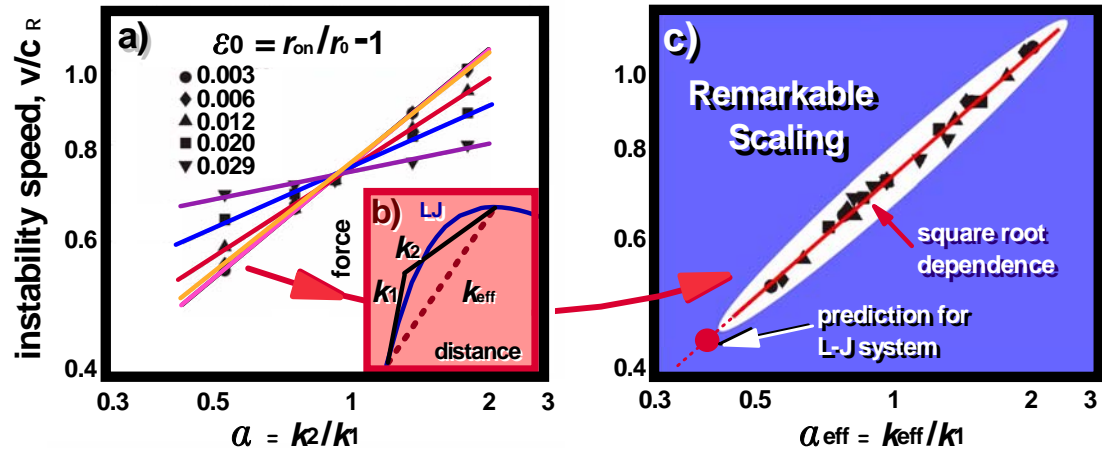 instability speed, v/c R
a)
ε0 = ron/r0 -1
0.003
0.006
0.012
0.020
0.029
1.0
0.8
0.6
0.4
0.3 0.5 1 2 3
α = k2/k1
b)
LJ
force
k2
k1
keff
distance
c)
Remarkable
Scaling
square root
dependence
prediction for
L-J system
1.0
0.8
0.6
0.4
0.3 0.5 1 2 3
αeff = keff/k1